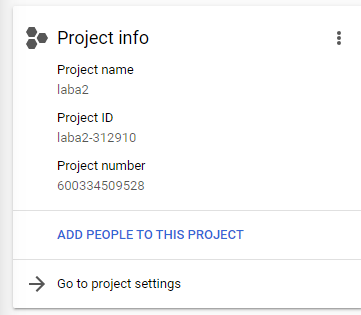 Project info
Project name
laba2
Project ID
laba2-312910
Project number
600334509528
ADD PEOPLE TO THIS PROJECT
Go to project settings